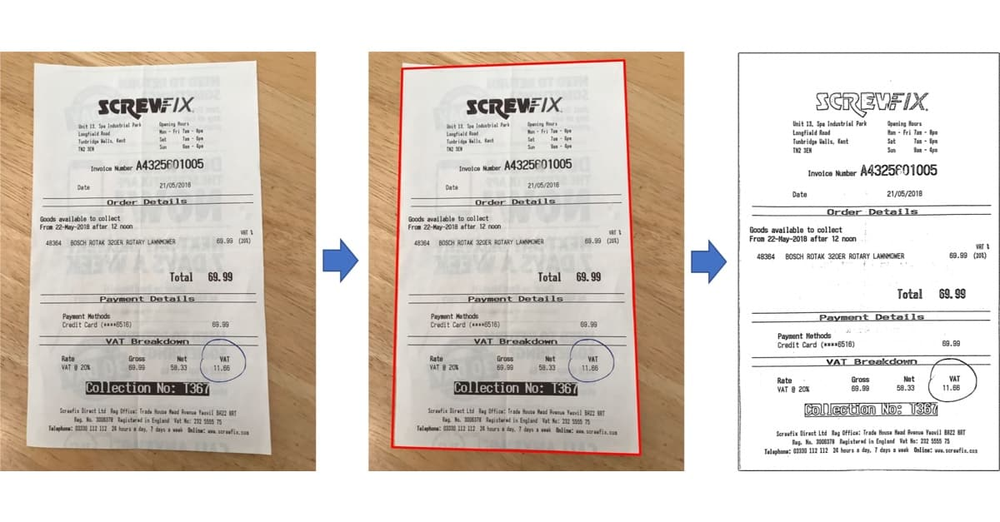 SCREWFIX
Unit 13, Spa Industrial Park Opening Hours
Longfield Road Mon - Fri 7am - 8pm
Tunbridge Wells, Kent Sat 7am - 6pm
TN2 3EN Sun 9am - 4pm
Invoice Number A4325601005
Date 21/05/2018
Order Details
Goods available to collect
From 22-May-2018 after 12 noon
VAT %
48364 BOSCH ROTAK 320ER ROTARY LAWNMOWER 69.99 (20%)
Total 69.99
Payment Details
Payment Methods
Credit Card (****6516) 69.99
VAT Breakdown
Rate Gross Net VAT
VAT @ 20% 69.99 58.33 11.66
Collection No: T367
Screwfix Direct Ltd Reg Office: Trade House Mead Avenue Yeovil BA22 8RT
Reg. No. 3006378 Registered in England Vat No: 232 5555 75
Telephone: 03330 112 112 24 hours a day, 7 days a week Online: www.screwfix.com
SCREWFIX
Unit 13, Spa Industrial Park Opening Hours
Longfield Road Mon - Fri 7am - 8pm
Tunbridge Wells, Kent Sat 7am - 6pm
TN2 3EN Sun 9am - 4pm
Invoice Number A4325601005
Date 21/05/2018
Order Details
Goods available to collect
From 22-May-2018 after 12 noon
VAT %
48364 BOSCH ROTAK 320ER ROTARY LAWNMOWER 69.99 (20%)
Total 69.99
Payment Details
Payment Methods
Credit Card (****6516) 69.99
VAT Breakdown
Rate Gross Net VAT
VAT @ 20% 69.99 58.33 11.66
Collection No: T367
Screwfix Direct Ltd Reg Office: Trade House Mead Avenue Yeovil BA22 8RT
Reg. No. 3006378 Registered in England Vat No: 232 5555 75
Telephone: 03330 112 112 24 hours a day, 7 days a week Online: www.screwfix.com
SCREWFIX
Unit 13, Spa Industrial Park Opening Hours
Longfield Road Mon - Fri 7am - 8pm
Tunbridge Wells, Kent Sat 7am - 6pm
TN2 3EN Sun 9am - 4pm
Invoice Number A4325601005
Date 21/05/2018
Order Details
Goods available to collect
From 22-May-2018 after 12 noon
VAT %
48364 BOSCH ROTAK 320ER ROTARY LAWNMOWER 69.99 (20%)
Total 69.99
Payment Details
Payment Methods
Credit Card (****6516) 69.99
VAT Breakdown
Rate Gross Net VAT
VAT @ 20% 69.99 58.33 11.66
Collection No: T367
Screwfix Direct Ltd Reg Office: Trade House Mead Avenue Yeovil BA22 8RT
Reg. No. 3006378 Registered in England Vat No: 232 5555 75
Telephone: 03330 112 112 24 hours a day, 7 days a week Online: www.screwfix.com